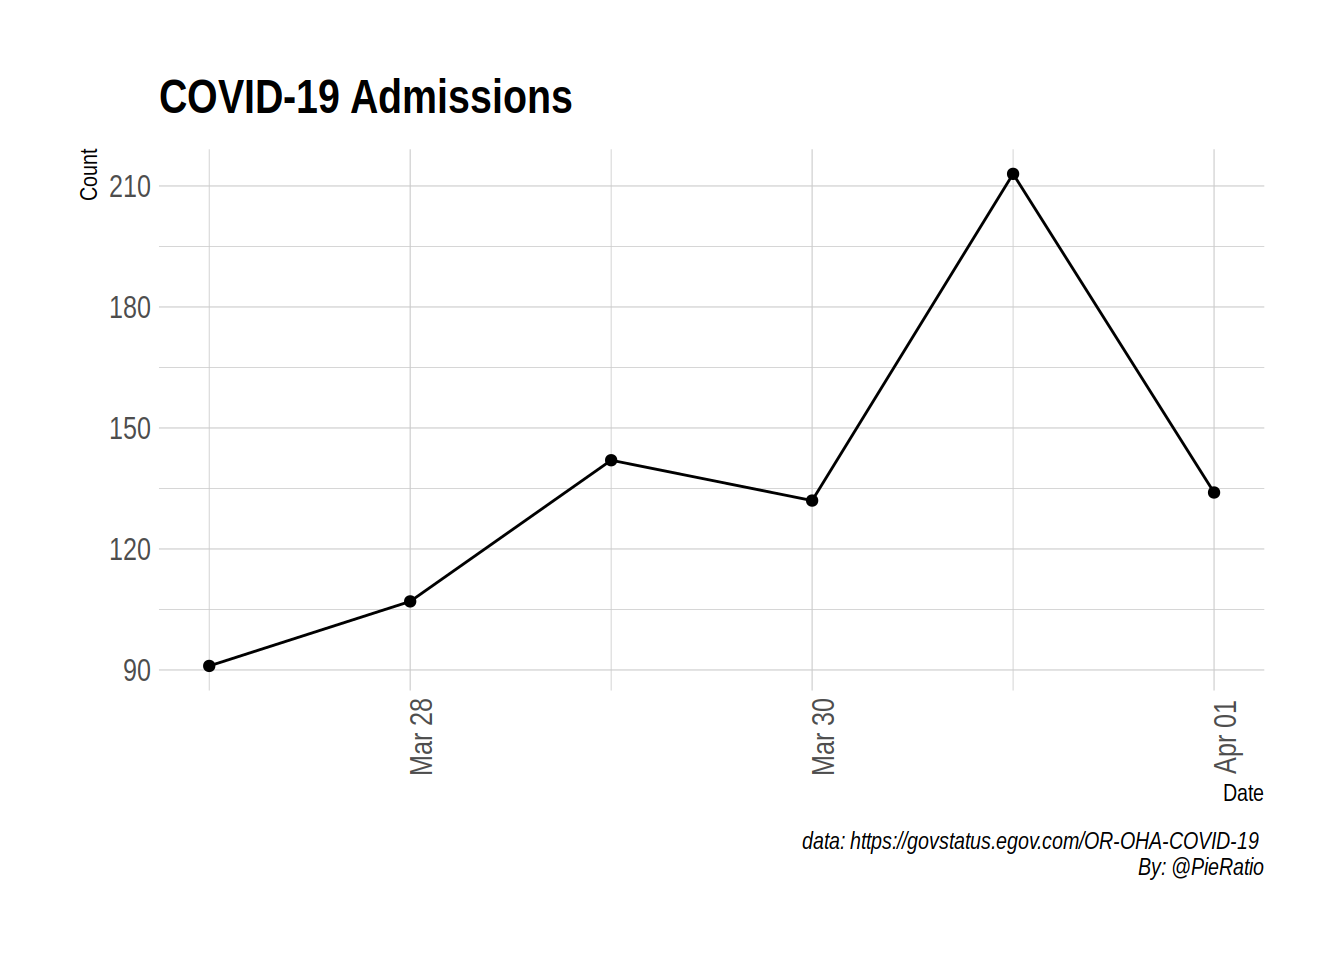 COVID-19 Admissions
Count
210
180
150
120
90
Mar 28
Mar 30
Apr 01
Date
data: https://govstatus.egov.com/OR-OHA-COVID-19
By: @PieRatio